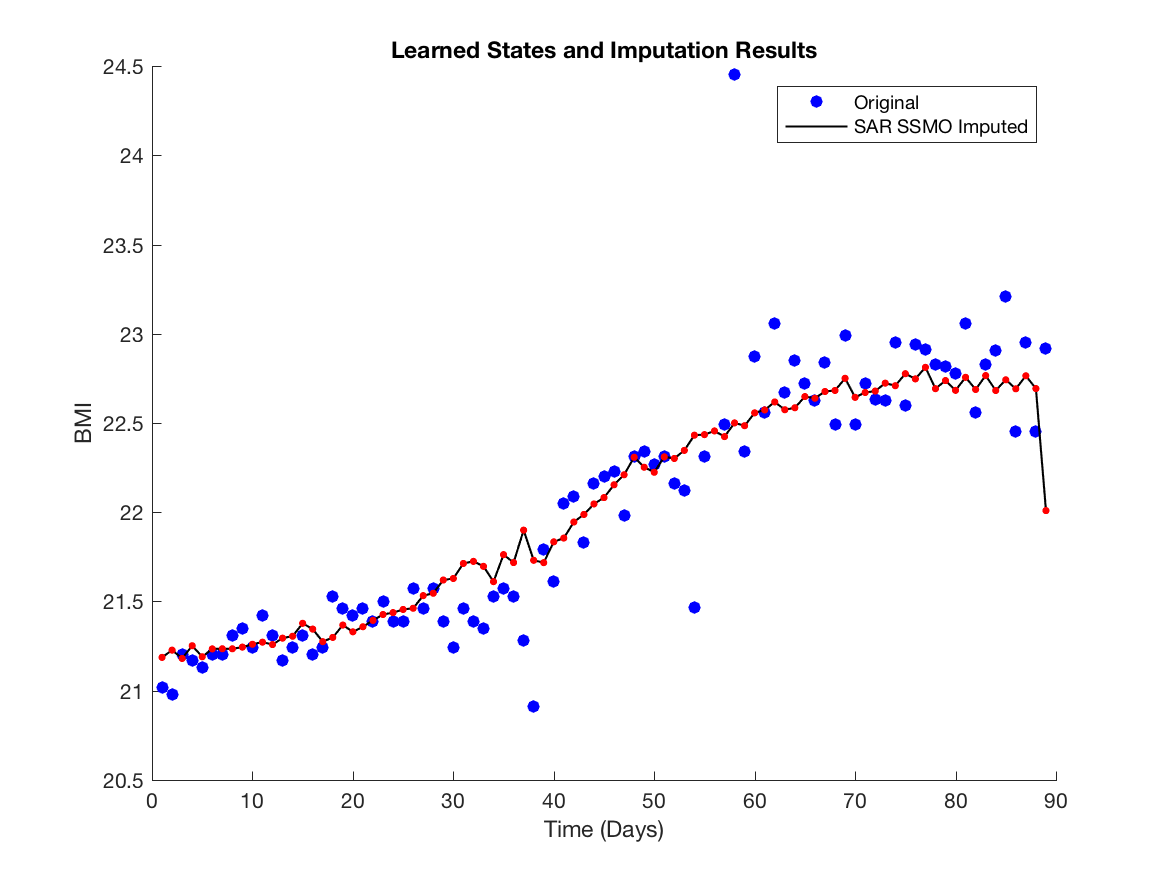 Learned States and Imputation Results
24.5
24
23.5
23
22.5
22
21.5
21
20.5
BMI
Original
SAR SSMO Imputed
0 10 20 30 40 50 60 70 80 90
Time (Days)